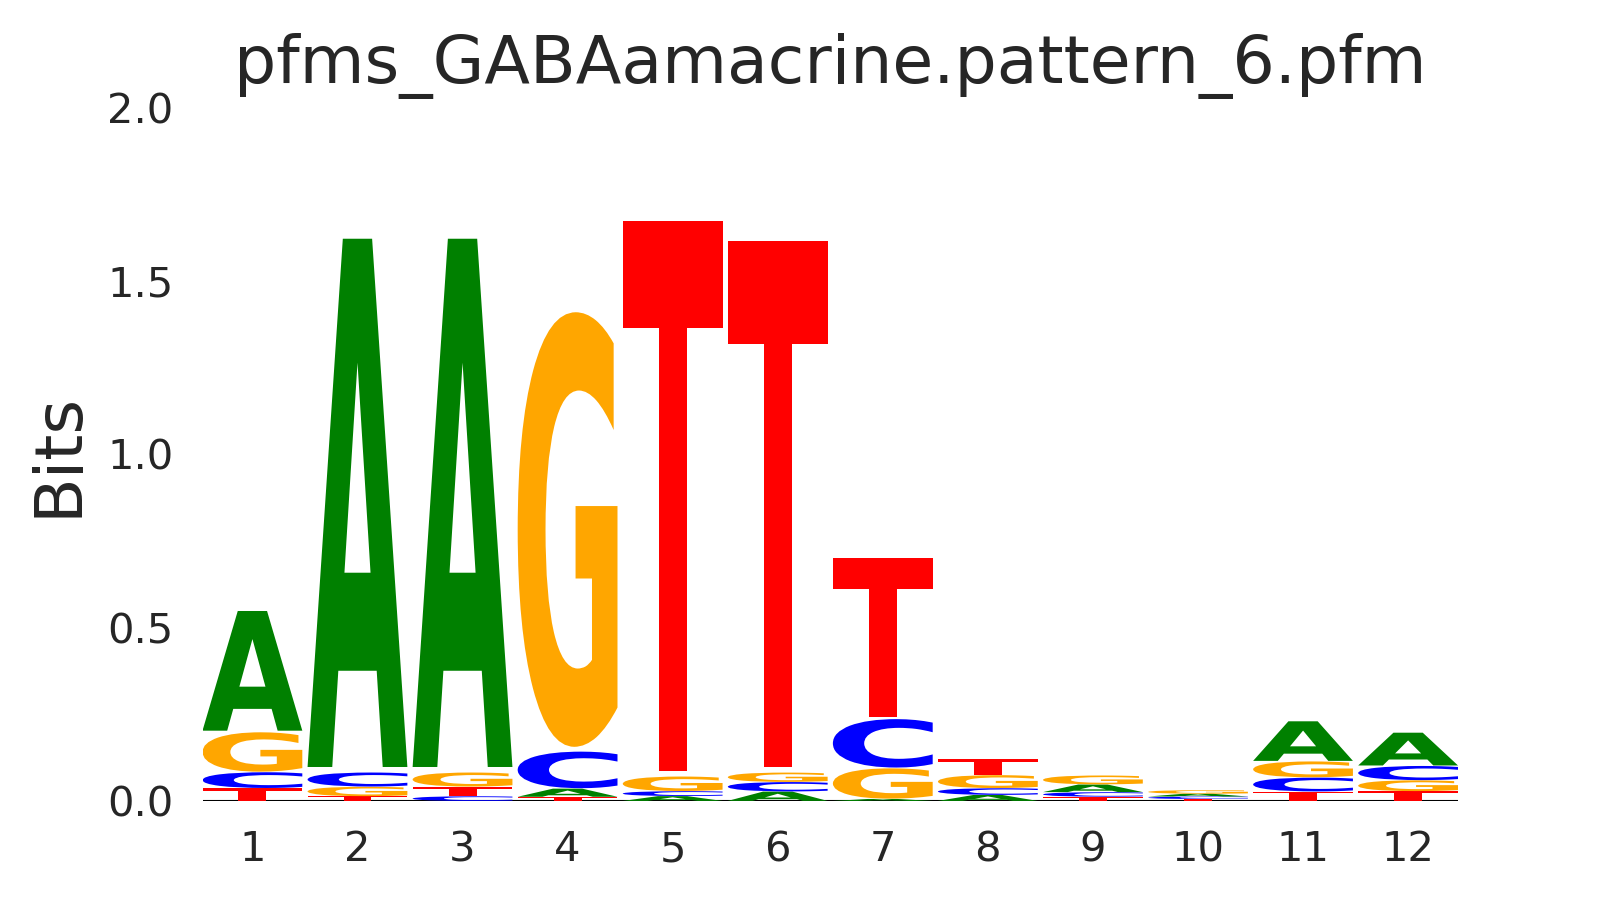 pfms_GABAamacrine.pattern_6.pfm
2.0
1.5
1.0
0.5
0.0
Bits
1 2 3 4 5 6 7 8 9 10 11 12
A A A G T T T T G G A A
G C G C G G C G A A G C
C G T A C C G C C C C G
T T C T A A A A T T T T